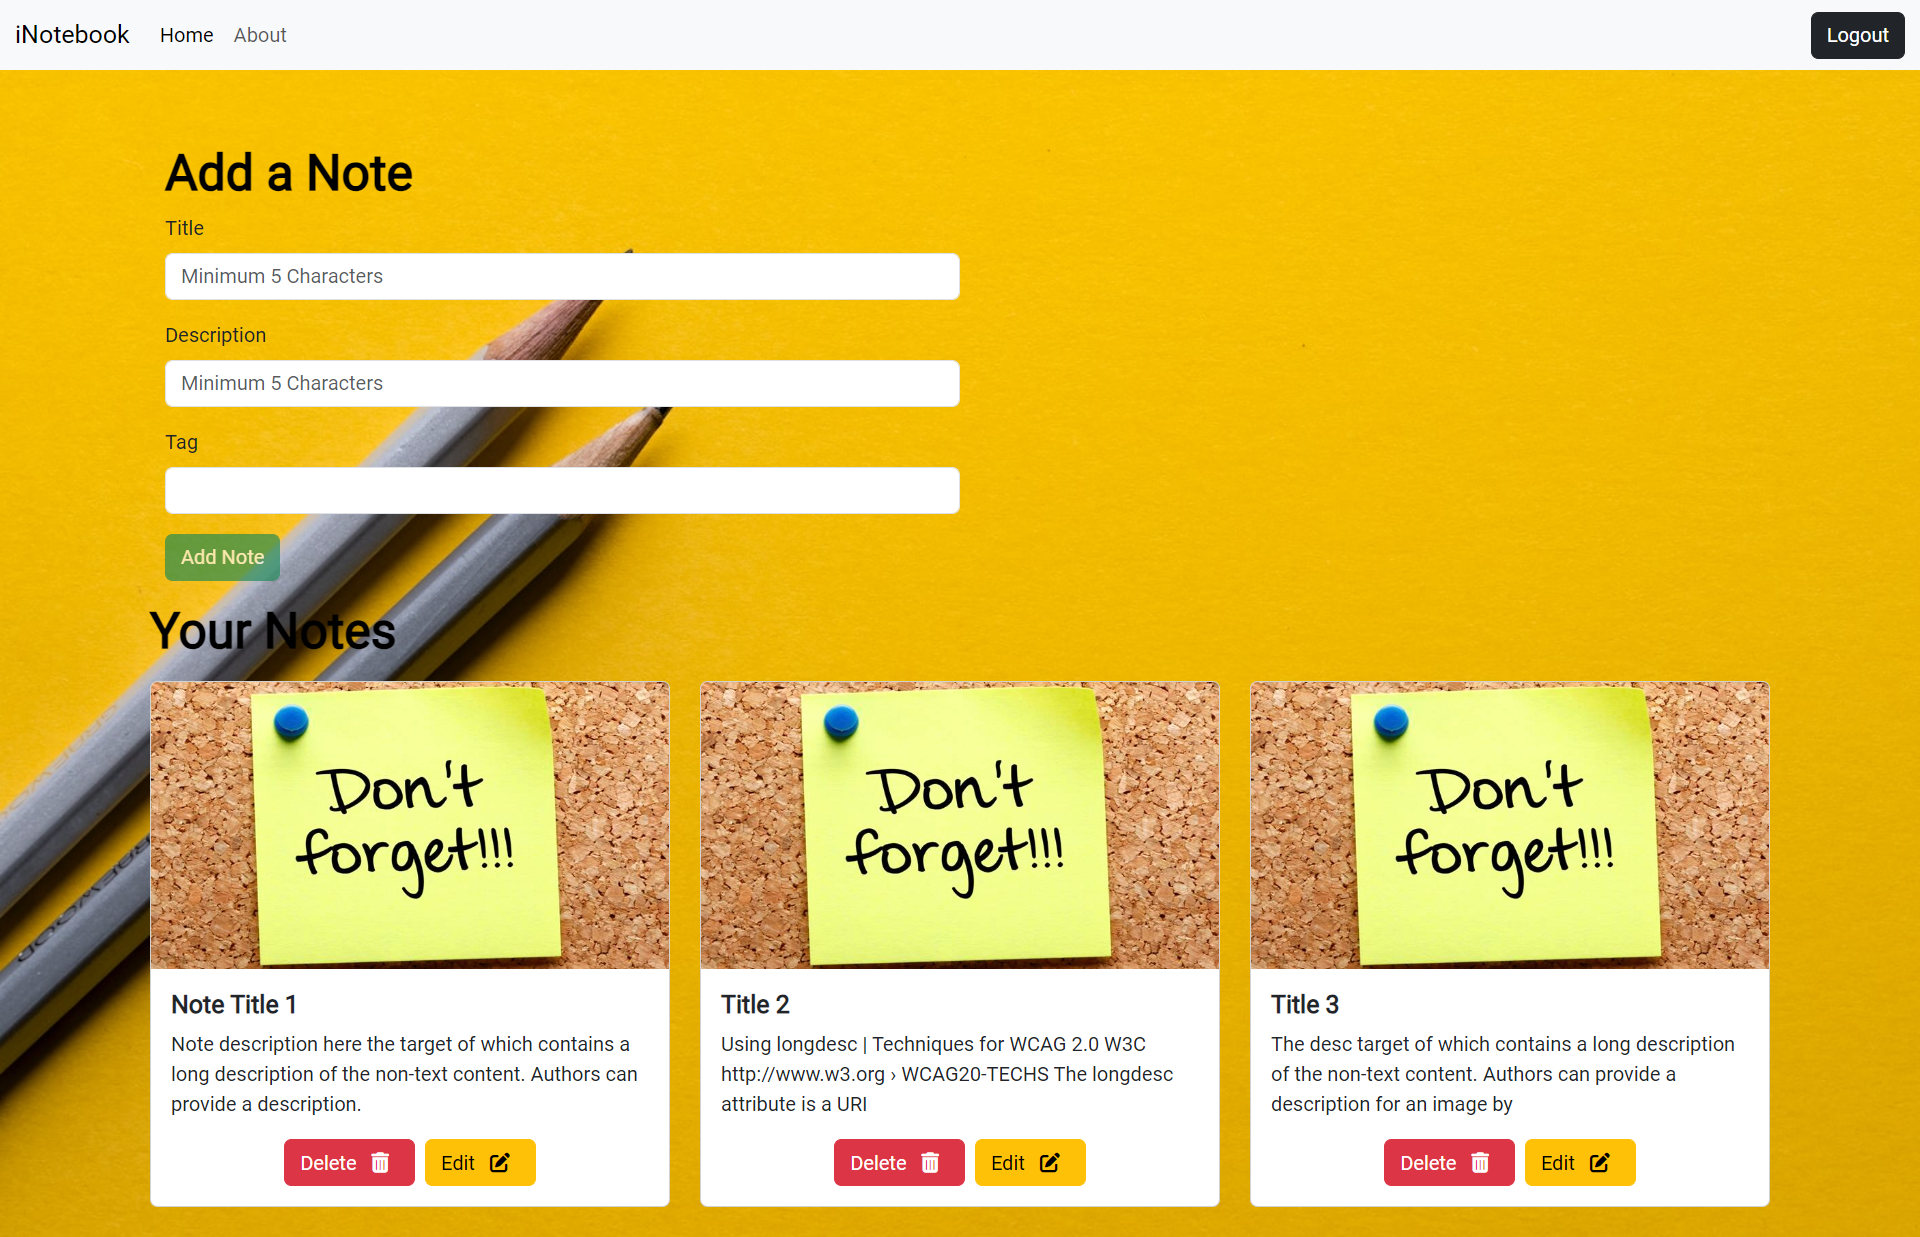 iNotebook Home About Logout
Add a Note
Title
Minimum 5 Characters
Description
Minimum 5 Characters
Tag
Add Note
Your Notes
Don't
forget!!!
Note Title 1
Note description here the target of which contains a
long description of the non-text content. Authors can
provide a description.
Delete Edit
Don't
forget!!!
Title 2
Using longdesc | Techniques for WCAG 2.0 W3C
http://www.w3.org › WCAG20-TECHS The longdesc
attribute is a URI
Delete Edit
Don't
forget!!!
Title 3
The desc target of which contains a long description
of the non-text content. Authors can provide a
description for an image by
Delete Edit